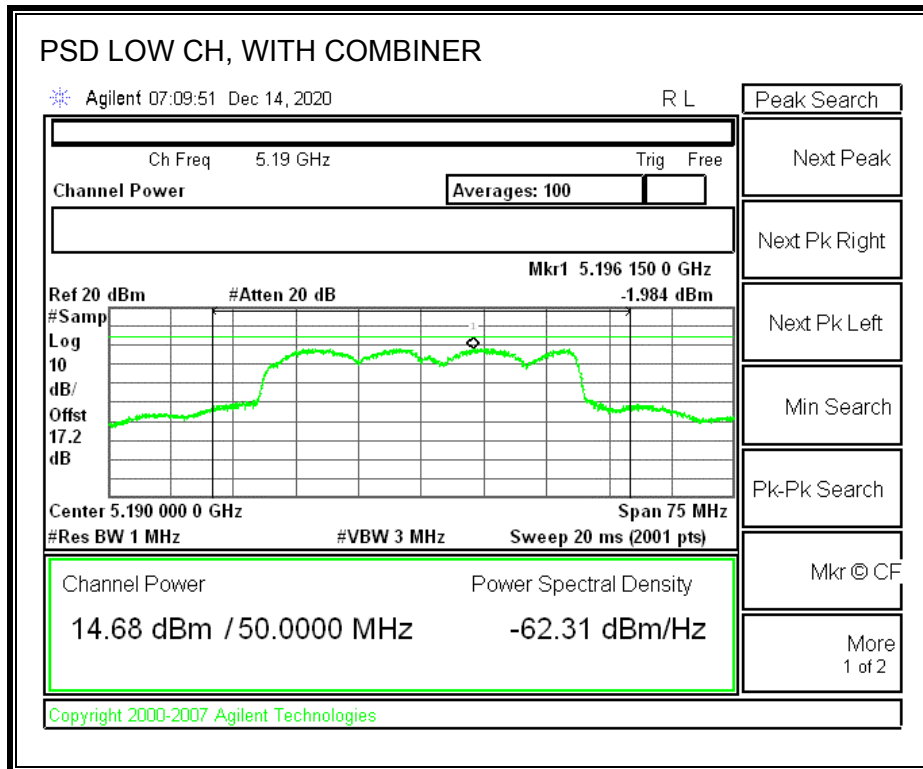 PSD LOW CH, WITH COMBINER
Agilent 07:09:51 Dec 14, 2020 R L
Peak Search
Ch Freq 5.19 GHz Trig Free
Channel Power Averages: 100
Next Peak
Next Pk Right
Mkr1 5.196 150 0 GHz
Ref 20 dBm #Atten 20 dB -1.984 dBm
#Samp
Log
10
dB/
Offst
17.2
dB
1
Next Pk Left
Min Search
Pk-Pk Search
Center 5.190 000 0 GHz Span 75 MHz
#Res BW 1 MHz #VBW 3 MHz Sweep 20 ms (2001 pts)
Channel Power Power Spectral Density
14.68 dBm / 50.0000 MHz -62.31 dBm/Hz
Mkr © CF
More
1 of 2
Copyright 2000-2007 Agilent Technologies